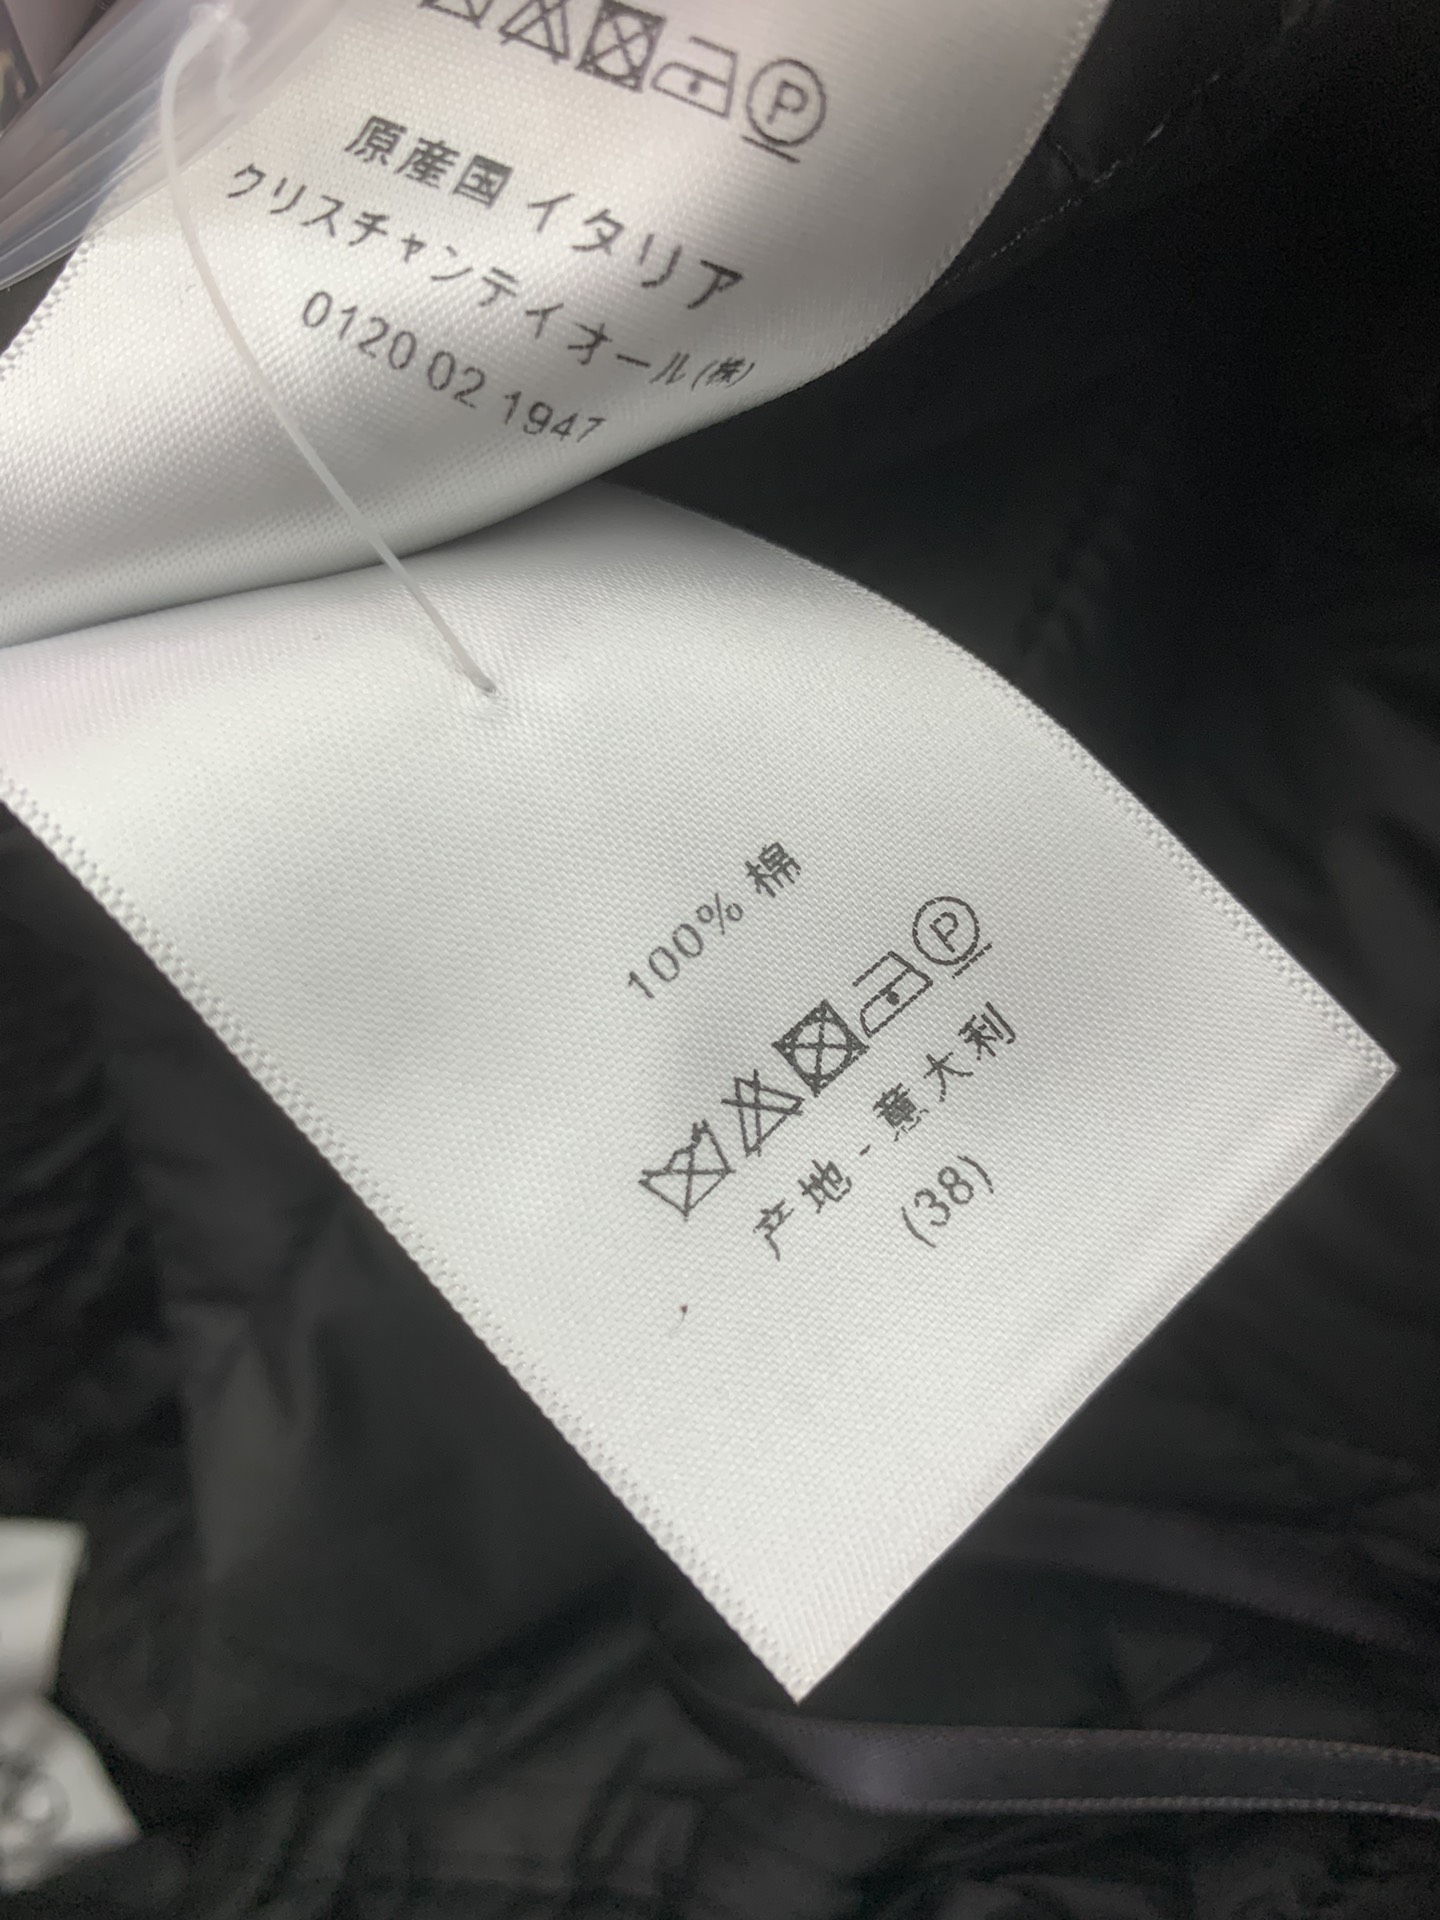 P
原産国 イタリア
クリスチャンディオール(株)
0120 02 1947
100% 棉
P
产地 - 意大利
(38)